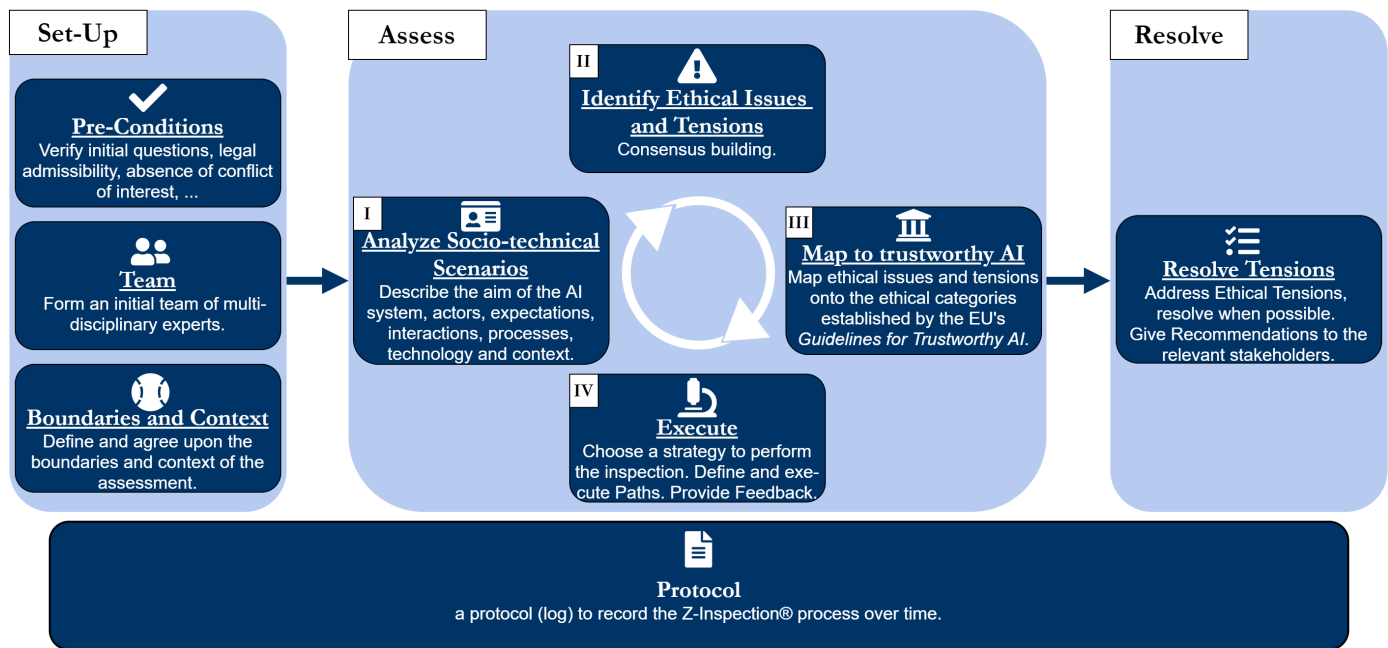 Set-Up
Pre-Conditions
Verify initial questions, legal
admissibility, absence of conflict
of interest, ...
Team
Form an initial team of multi-
disciplinary experts.
Boundaries and Context
Define and agree upon the
boundaries and context of the
assessment.
Assess
I
Analyze Socio-technical
Scenarios
Describe the aim of the AI
system, actors, expectations,
interactions, processes,
technology and context.
II
Identify Ethical Issues
and Tensions
Consensus building.
III
Map to trustworthy AI
Map ethical issues and tensions
onto the ethical categories
established by the EU's
Guidelines for Trustworthy AI.
IV
Execute
Choose a strategy to perform
the inspection. Define and exe-
cute Paths. Provide Feedback.
Resolve
Resolve Tensions
Address Ethical Tensions,
resolve when possible.
Give Recommendations to the
relevant stakeholders.
Protocol
a protocol (log) to record the Z-Inspection® process over time.